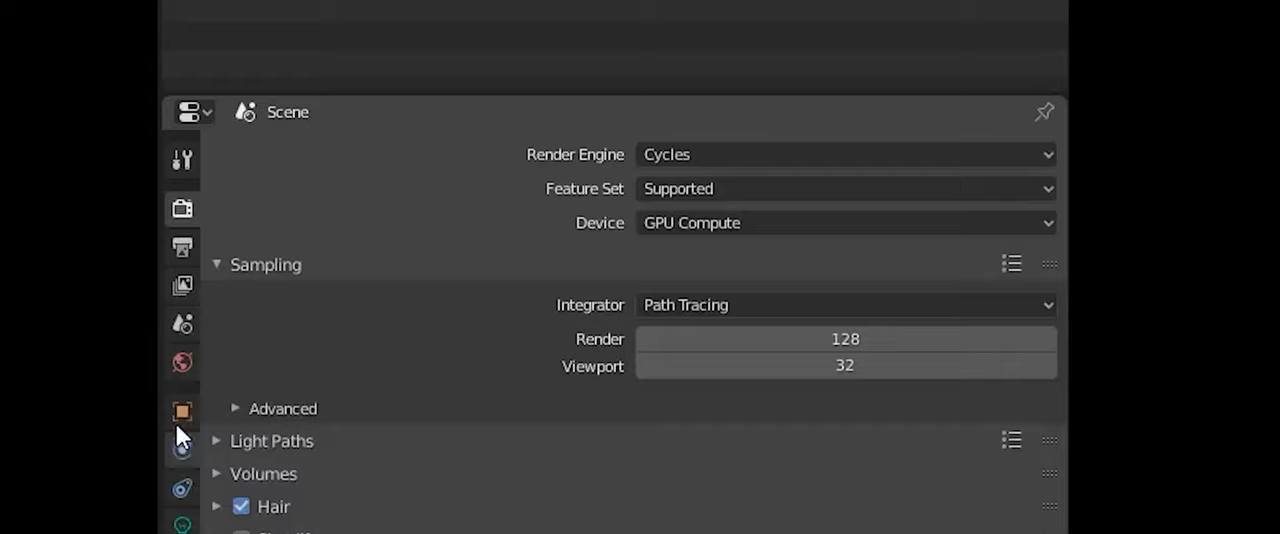 Scene
Render Engine Cycles
Feature Set Supported
Device GPU Compute
Sampling
Integrator Path Tracing
Render 128
Viewport 32
Advanced
Light Paths
Volumes
Hair